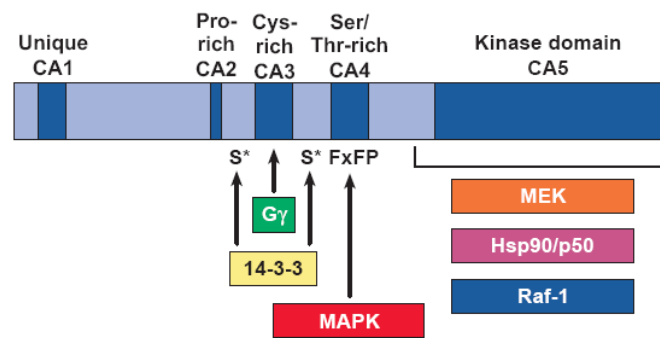 Unique
CA1
Pro-
rich
CA2
Cys-
rich
CA3
Ser/
Thr-rich
CA4
Kinase domain
CA5
S*
S*
FxFP
Gγ
14-3-3
MAPK
MEK
Hsp90/p50
Raf-1